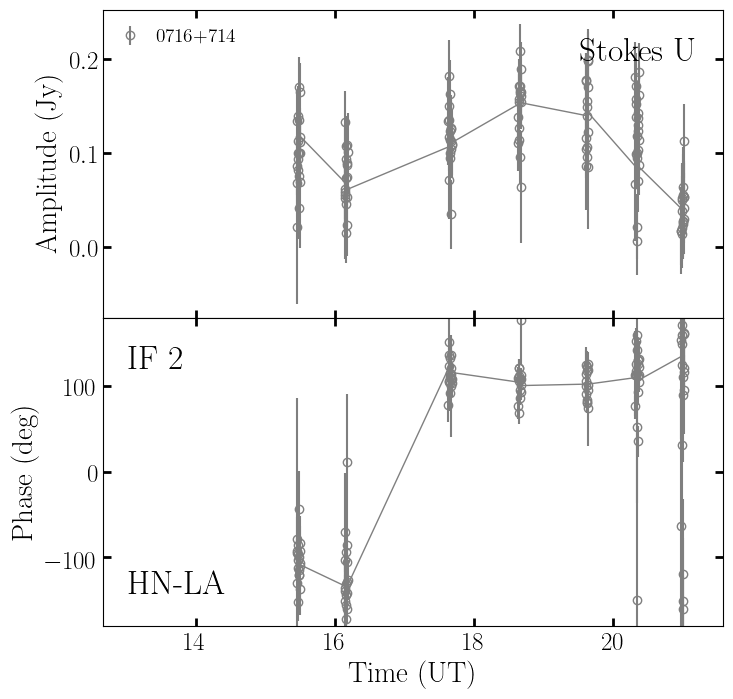 0716+714
Stokes U
Amplitude (Jy)
0.2
0.1
0.0
IF 2
Phase (deg)
100
0
−100
HN-LA
14 16 18 20
Time (UT)